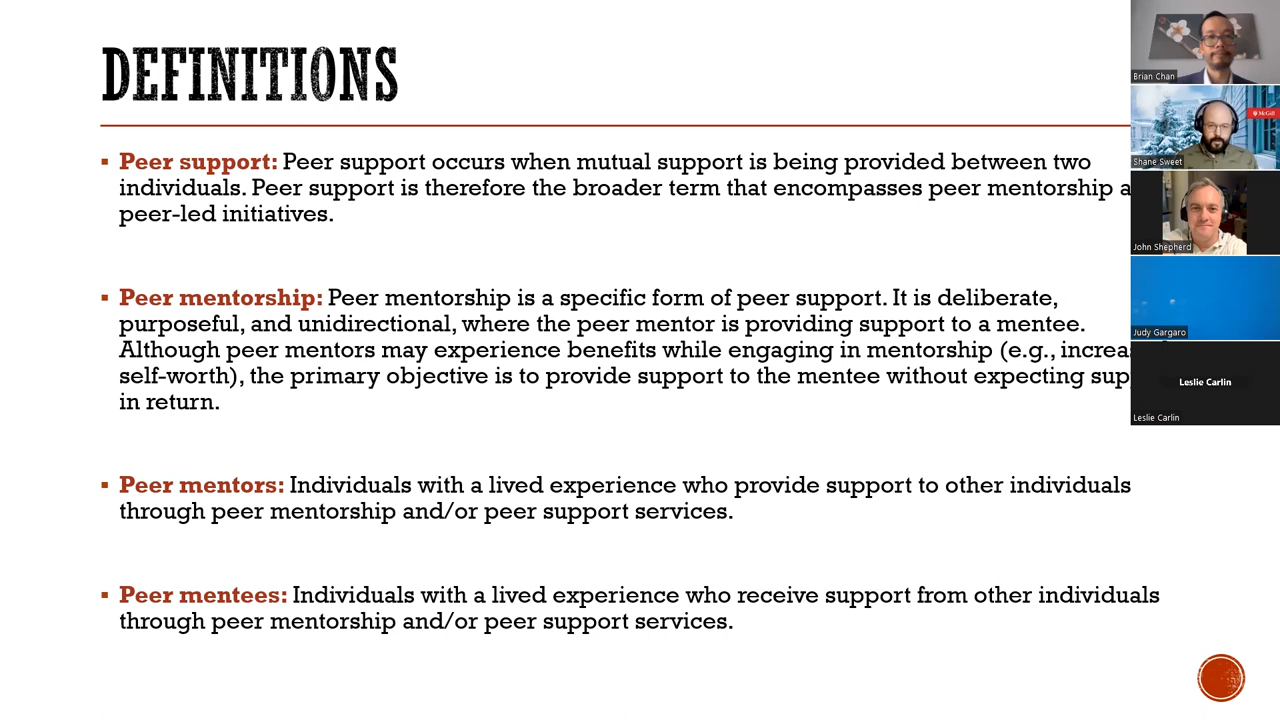 DEFINITIONS
▪ Peer support: Peer support occurs when mutual support is being provided between two
individuals. Peer support is therefore the broader term that encompasses peer mentorship
peer-led initiatives.
▪ Peer mentorship: Peer mentorship is a specific form of peer support. It is deliberate,
purposeful, and unidirectional, where the peer mentor is providing support to a mentee.
Although peer mentors may experience benefits while engaging in mentorship (e.g.,
self-worth), the primary objective is to provide support to the mentee without expecting
in return.
▪ Peer mentors: Individuals with a lived experience who provide support to other individuals
through peer mentorship and/or peer support services.
▪ Peer mentees: Individuals with a lived experience who receive support from other individuals
through peer mentorship and/or peer support services.
Brian Chan
McGill
Shane Sweet
John Shepherd
Judy Gargaro
Leslie Carlin
Leslie Carlin